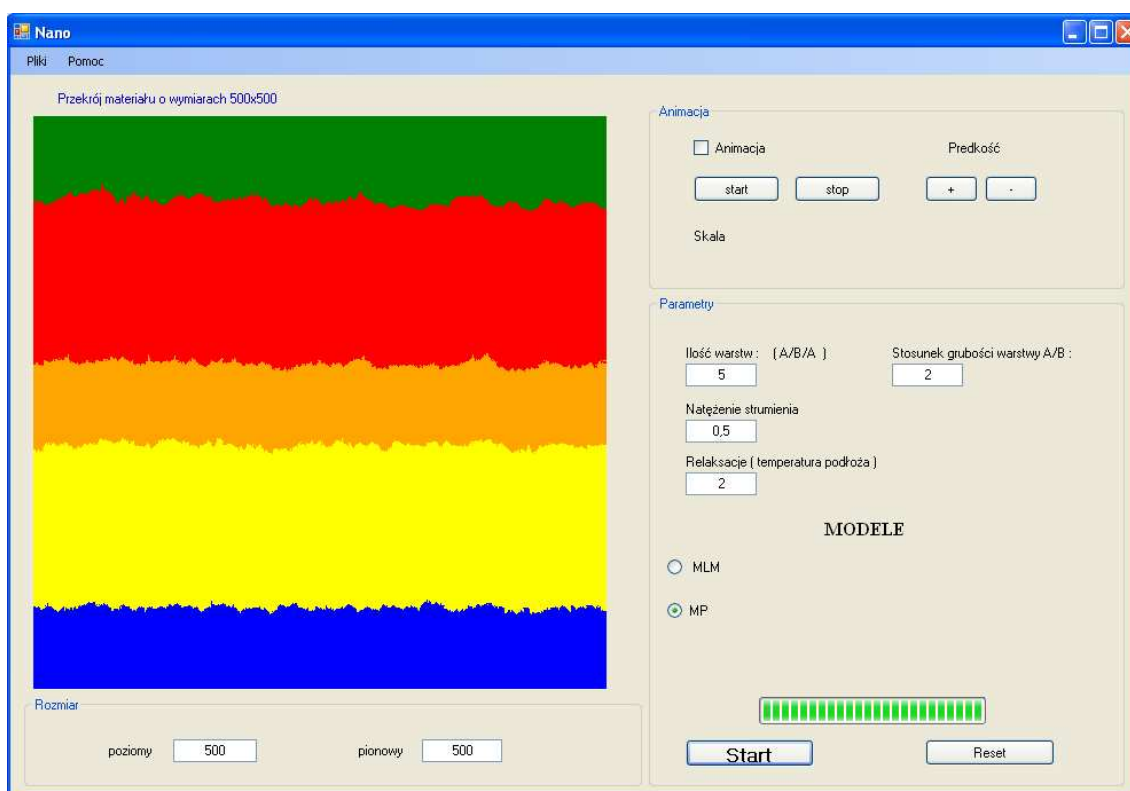 Nano
Pliki Pomoc
Przekrój materiału o wymiarach 500x500
Animacja
Animacja Predkość
start stop + -
Skala
Parametry
Ilość warstw : ( A/B/A ) Stosunek grubości warstwy A/B :
5 2
Natężenie strumienia
0,5
Relaksacje ( temperatura podłoża )
2
MODELE
MLM
MP
Rozmiar
poziomy 500 pionowy 500
Start Reset